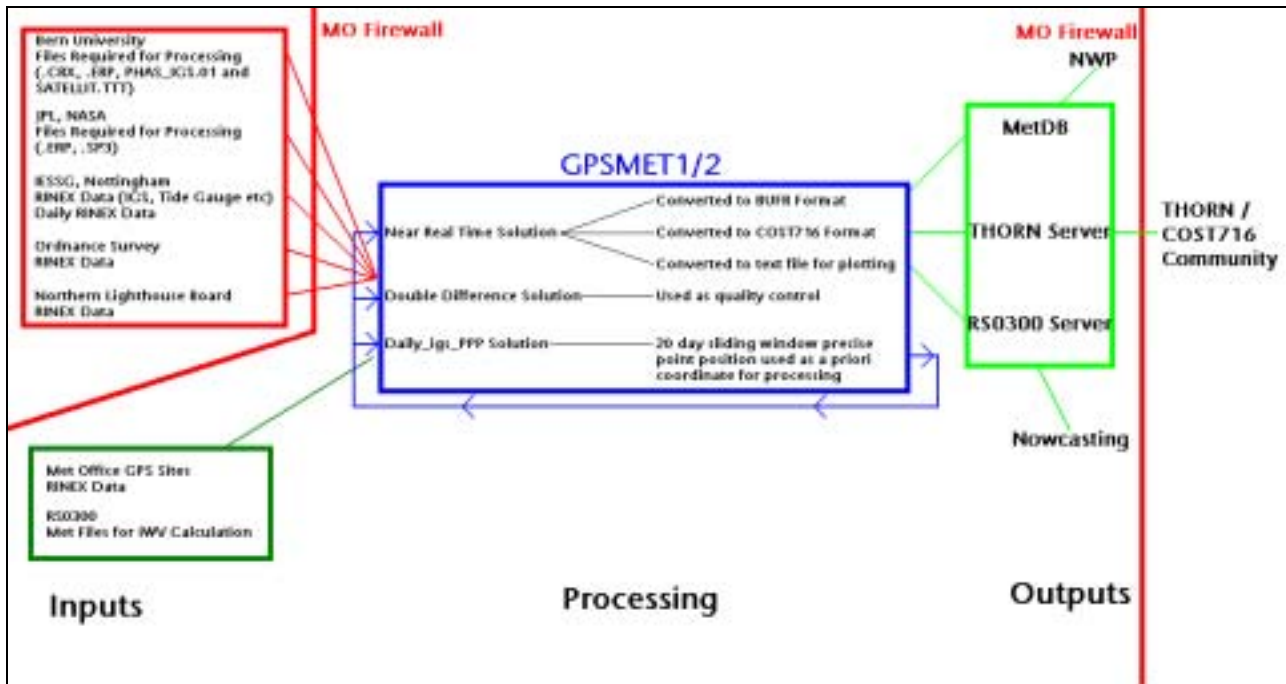 Bern University
Files Required for Processing
(.CRX, .ERP, PHAS_IGS.01 and
SATELLIT.TTT)
JPL, NASA
Files Required for Processing
(.ERP, .SP3)
IESSG, Nottingham
RINEX Data (IGS, Tide Gauge etc)
Daily RINEX Data
Ordnance Survey
RINEX Data
Northern Lighthouse Board
RINEX Data
MO Firewall
Met Office GPS Sites
RINEX Data
RS0300
Met Files for IWV Calculation
Inputs
GPSMET1/2
Near Real Time Solution
Converted to BUFR Format
Converted to COST716 Format
Converted to text file for plotting
Double Difference Solution
Used as quality control
Daily_igs_PPP Solution
20 day sliding window precise
point position used as a priori
coordinate for processing
Processing
MO Firewall
NWP
MetDB
THORN Server
RS0300 Server
Nowcasting
Outputs
THORN /
COST716
Community